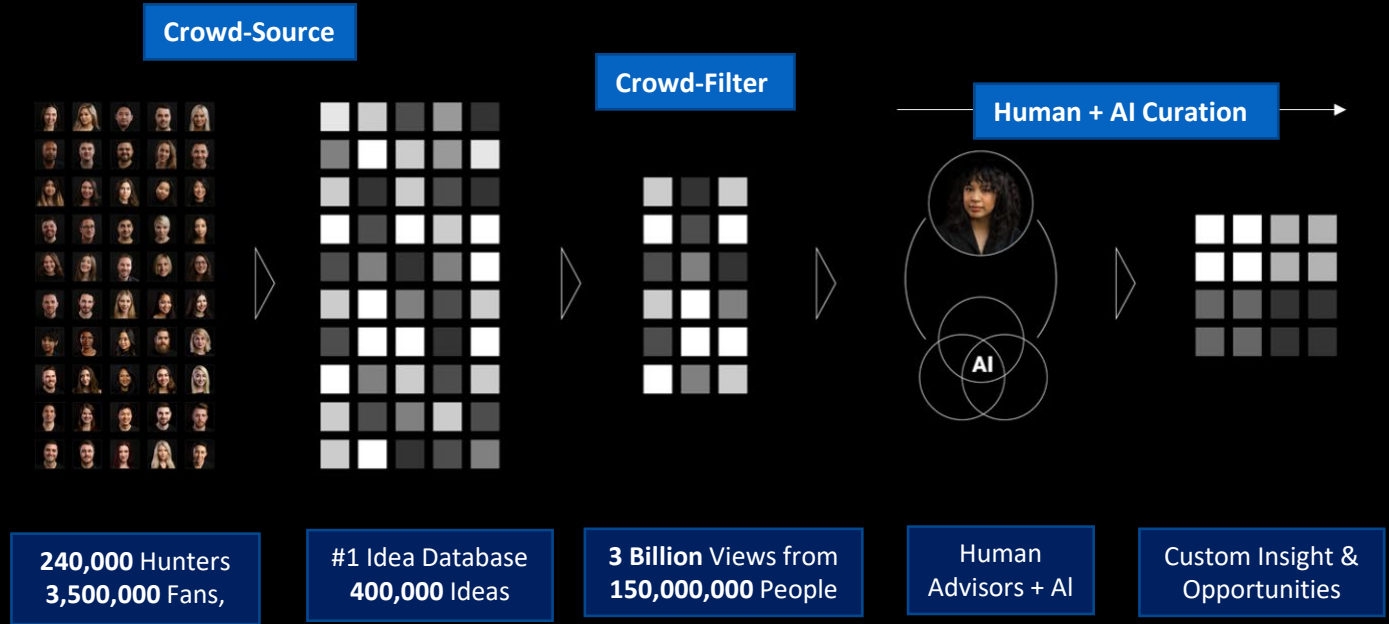 Crowd-Source
Crowd-Filter
Human + AI Curation
AI
240,000 Hunters
3,500,000 Fans,
#1 Idea Database
400,000 Ideas
3 Billion Views from
150,000,000 People
Human
Advisors + AI
Custom Insight &
Opportunities